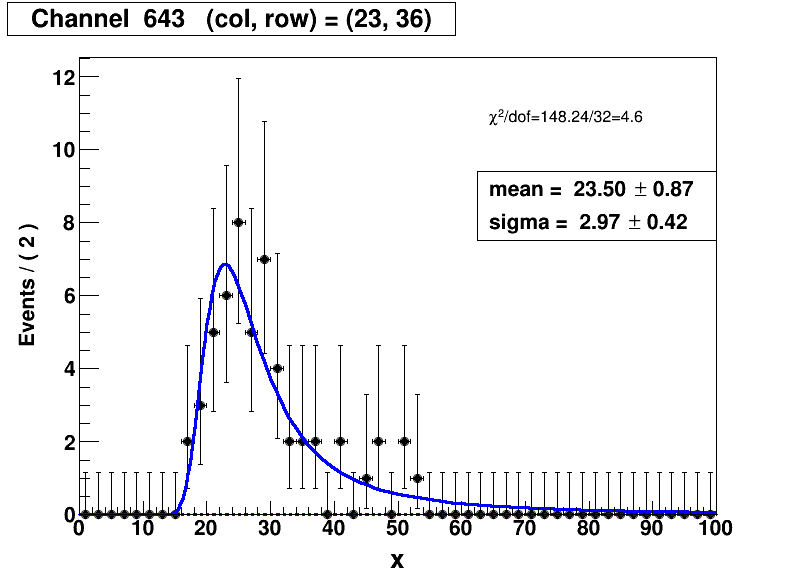 Channel 643 (col, row) = (23, 36)
χ²/dof=148.24/32=4.6
mean = 23.50 ± 0.87
sigma = 2.97 ± 0.42
Events / ( 2 )
12
10
8
6
4
2
0
0 10 20 30 40 50 60 70 80 90 100
x